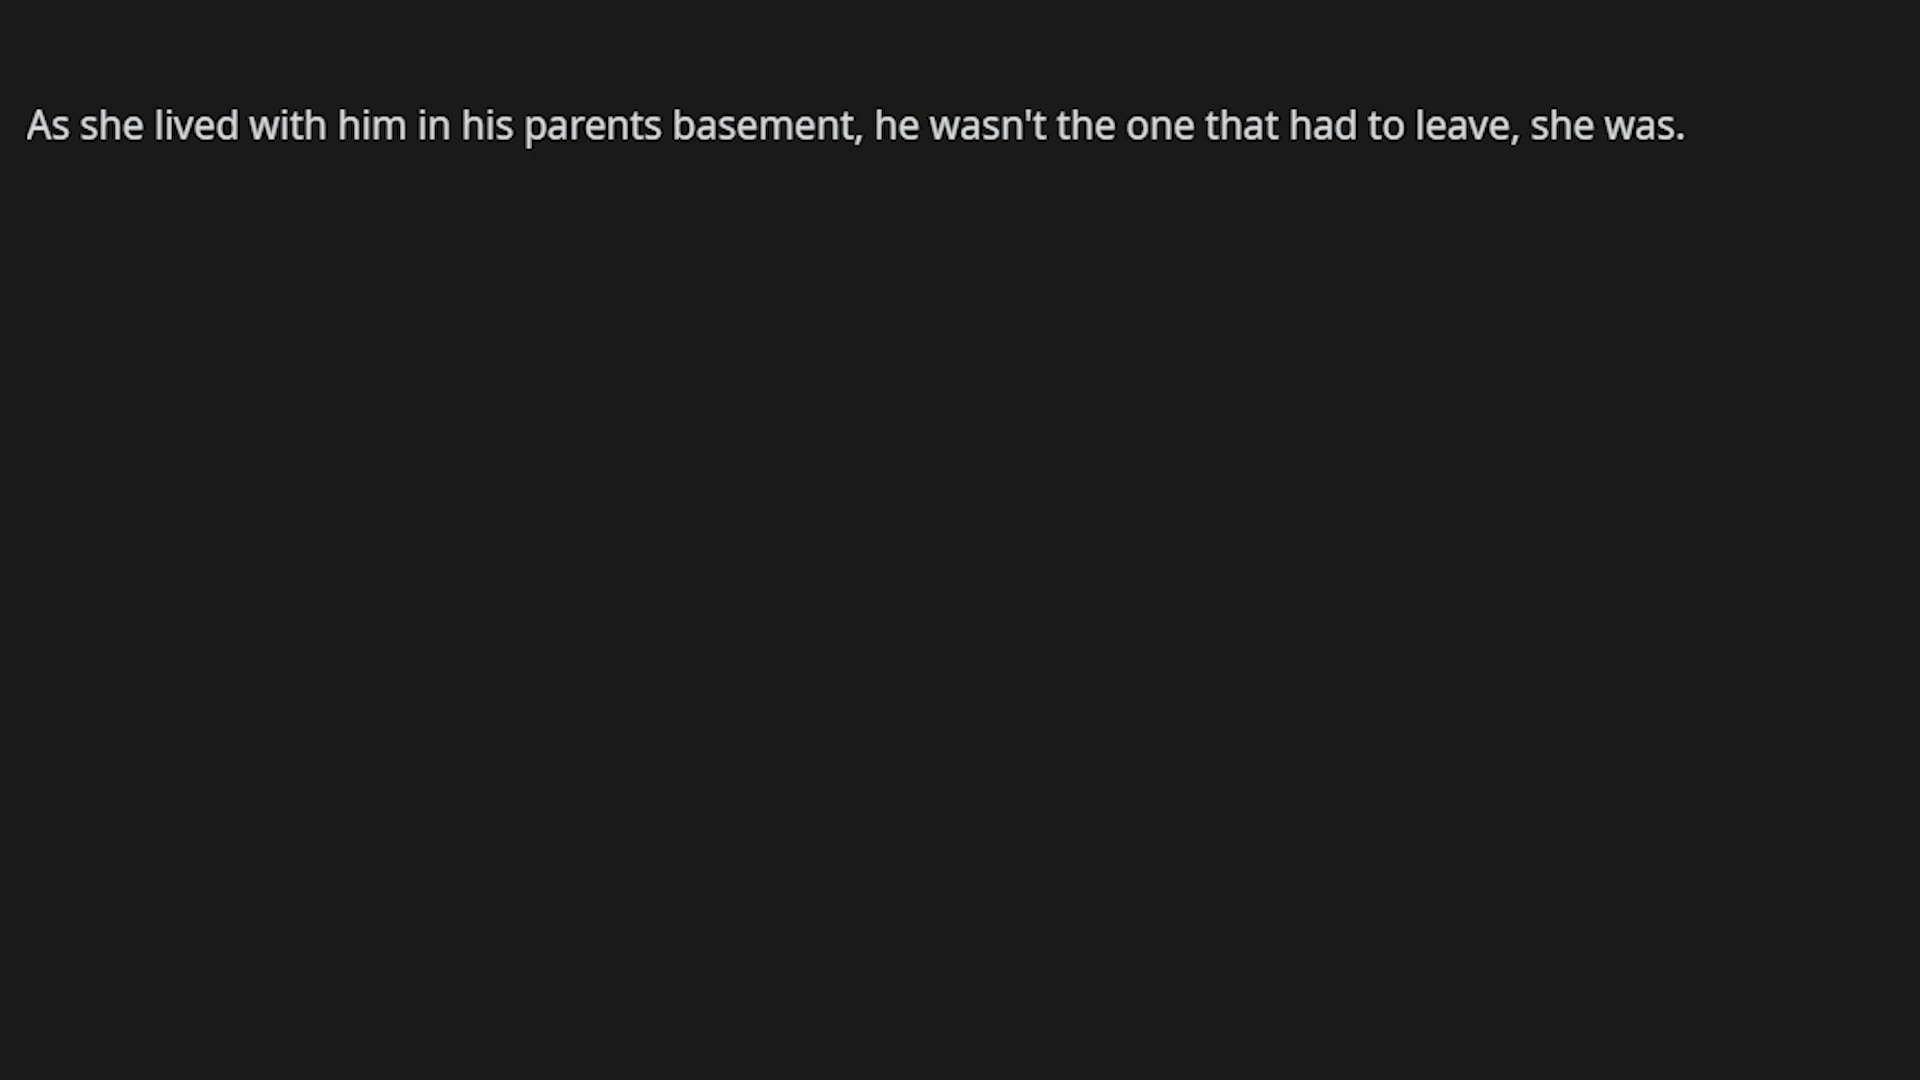 As she lived with him in his parents basement, he wasn't the one that had to leave, she was.